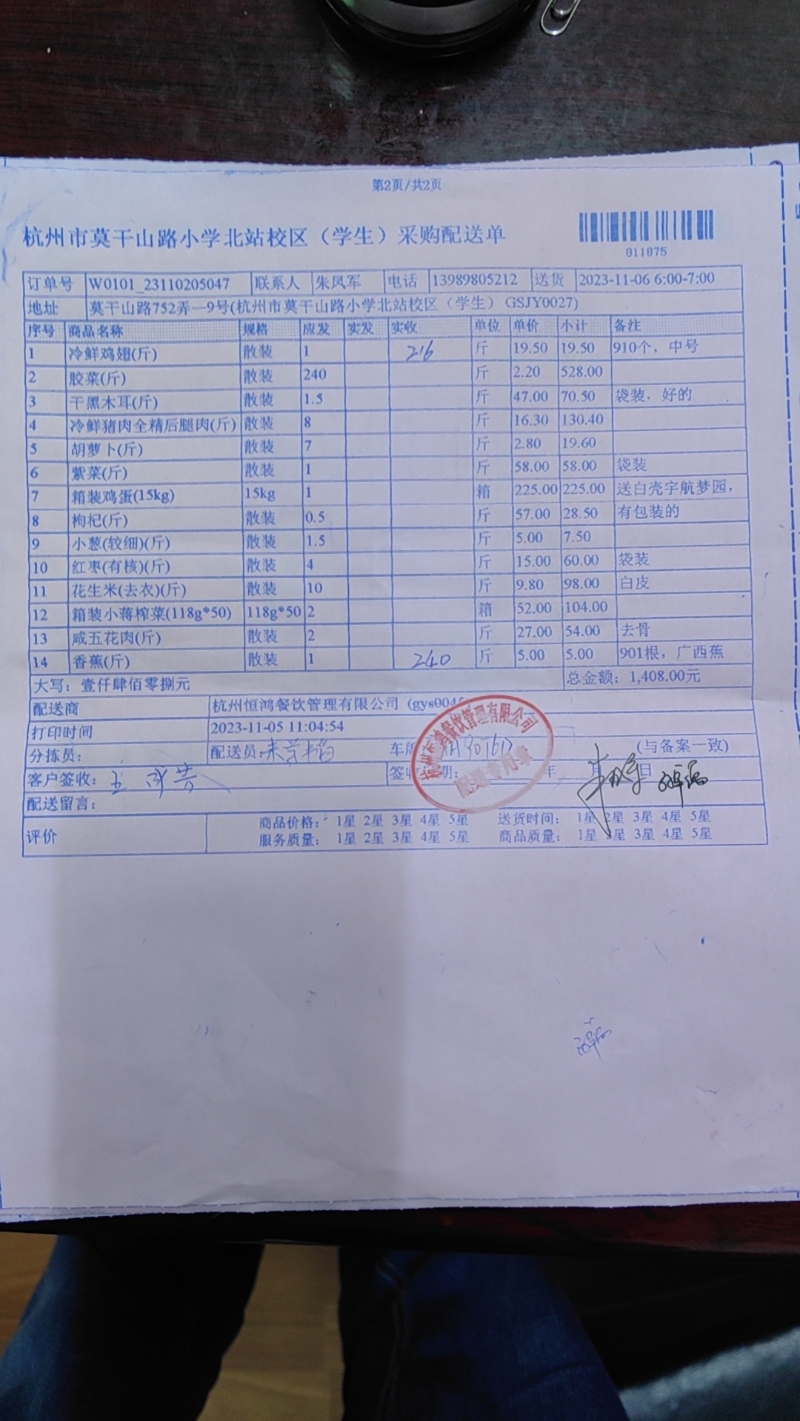 第2页/共2页
杭州市莫干山路小学北站校区（学生）采购配送单
011075
订单号 W0101_23110205047 联系人 朱凤军 电话 13989805212 送货 2023-11-06 6:00-7:00
地址 莫干山路752弄一9号(杭州市莫干山路小学北站校区（学生）GSJY0027)
序号 商品名称 规格 应发 实发 实收 单位 单价 小计 备注
1 冷鲜鸡翅(斤) 散装 1 216 斤 19.50 19.50 910个，中号
2 胶菜(斤) 散装 240 斤 2.20 528.00
3 干黑木耳(斤) 散装 1.5 斤 47.00 70.50 袋装，好的
4 冷鲜猪肉全精后腿肉(斤) 散装 8 斤 16.30 130.40
5 胡萝卜(斤) 散装 7 斤 2.80 19.60
6 紫菜(斤) 散装 1 斤 58.00 58.00 袋装
7 箱装鸡蛋(15kg) 15kg 1 箱 225.00 225.00 送白壳字航梦园，
8 枸杞(斤) 散装 0.5 斤 57.00 28.50 有包装的
9 小葱(较细)(斤) 散装 1.5 斤 5.00 7.50
10 红枣(有核)(斤) 散装 4 斤 15.00 60.00 袋装
11 花生米(去衣)(斤) 散装 10 斤 9.80 98.00 白皮
12 箱装小蒋榨菜(118g*50) 118g*50 2 箱 52.00 104.00
13 咸五花肉(斤) 散装 2 斤 27.00 54.00 去骨
14 香蕉(斤) 散装 1 240 斤 5.00 5.00 901根，广西蕉
大写：壹仟肆佰零捌元 总金额：1,408.00元
配送商 杭州恒鸿餐饮管理有限公司 (gys0045
打印时间 2023-11-05 11:04:54
分拣员： 配送员 车牌 (与备案一致)
客户签收： 签收 期： 年 月 日
配送留言：
评价 商品价格： 1星 2星 3星 4星 5星 送货时间： 1星 2星 3星 4星 5星
服务质量： 1星 2星 3星 4星 5星 商品质量： 1星 2星 3星 4星 5星